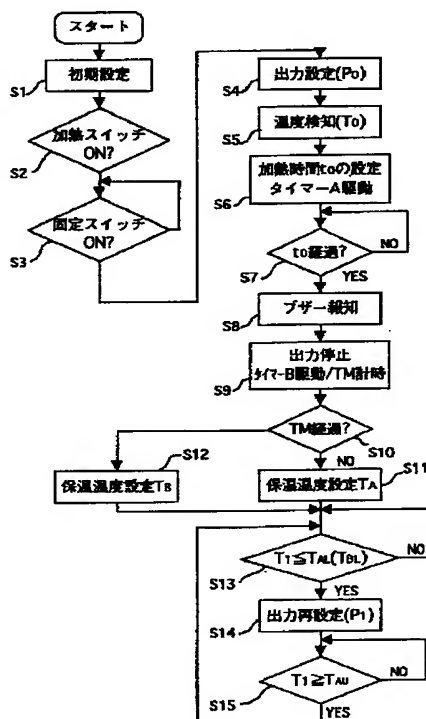 スタート
S1
初期設定
S2
加熱スイッチ
ON?
S3
固定スイッチ
ON?
S4
出力設定(P0)
S5
温度検知(T0)
S6
加熱時間t0の設定
タイマーA駆動
S7
t0経過?
NO
YES
S8
ブザー報知
S9
出力停止
タイマーB駆動/TM計時
TM経過?
S10
NO
S12
保温温度設定TB
S11
保温温度設定TA
S13
T1≦TAL(TBL)
NO
YES
S14
出力再設定(P1)
S15
T1≧TAU
NO
YES